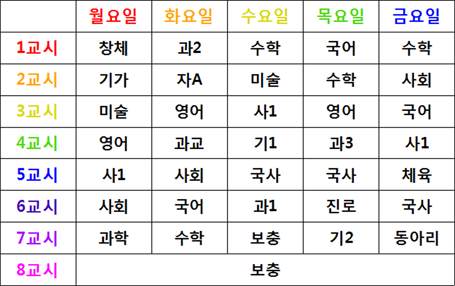 월요일 화요일 수요일 목요일 금요일
1교시 창체 과2 수학 국어 수학
2교시 기가 자A 미술 수학 사회
3교시 미술 영어 사1 영어 국어
4교시 영어 과교 기1 과3 사1
5교시 사1 사회 국사 국사 체육
6교시 사회 국어 과1 진로 국사
7교시 과학 수학 보충 기2 동아리
8교시 보충